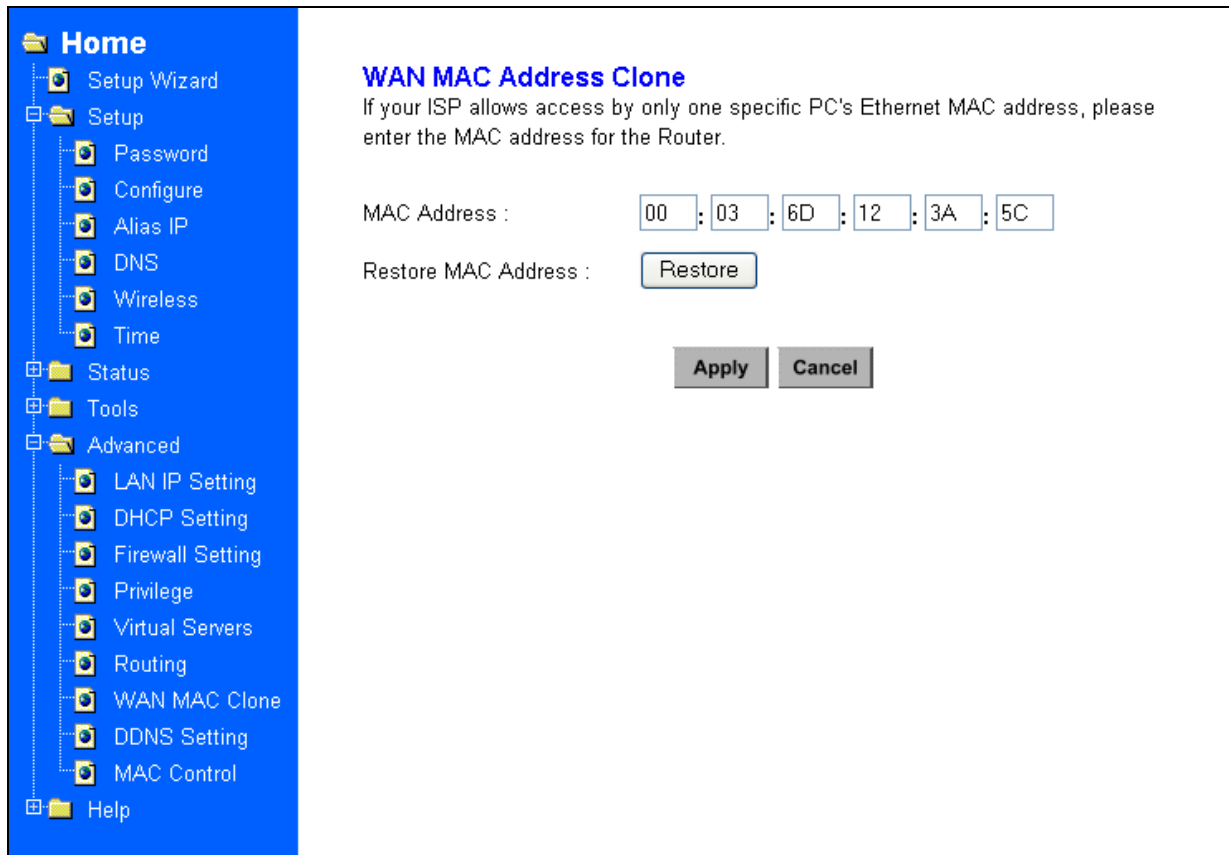 Home
Setup Wizard
Setup
Password
Configure
Alias IP
DNS
Wireless
Time
Status
Tools
Advanced
LAN IP Setting
DHCP Setting
Firewall Setting
Privilege
Virtual Servers
Routing
WAN MAC Clone
DDNS Setting
MAC Control
Help
WAN MAC Address Clone
If your ISP allows access by only one specific PC's Ethernet MAC address, please
enter the MAC address for the Router.
MAC Address : 00 : 03 : 6D : 12 : 3A : 5C
Restore MAC Address : Restore
Apply Cancel